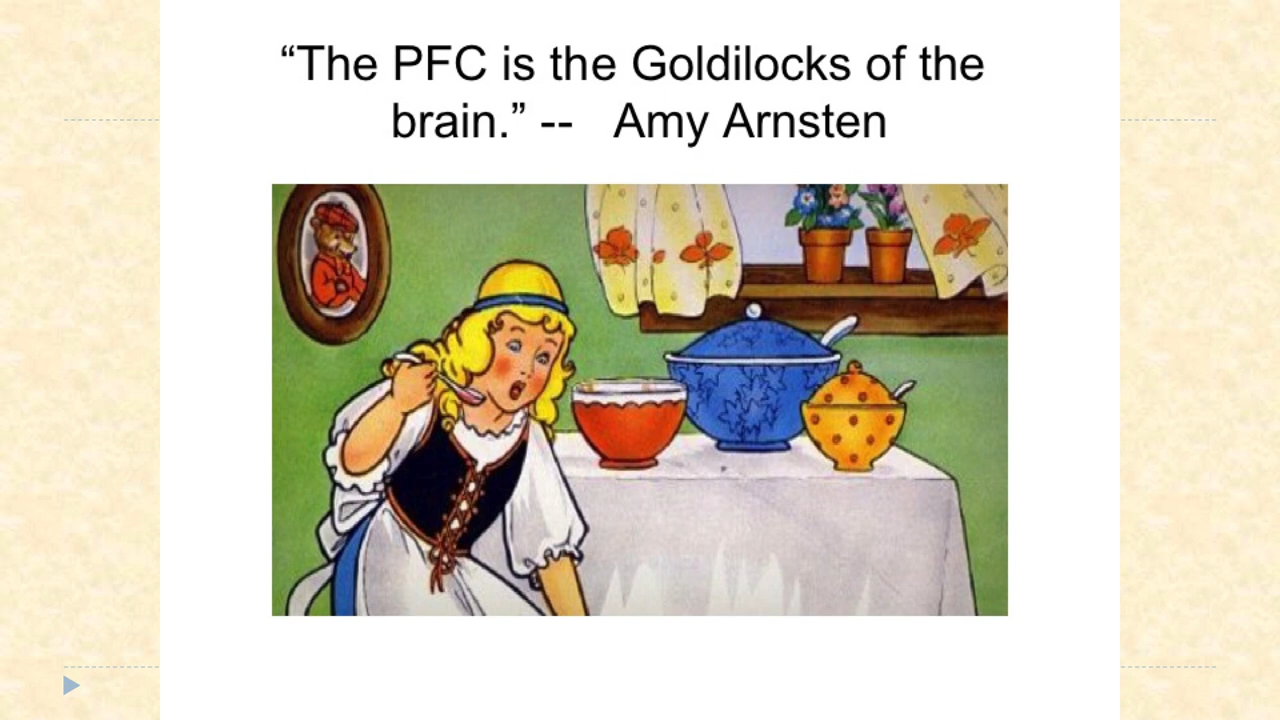 “The PFC is the Goldilocks of the
brain.” --   Amy Arnsten